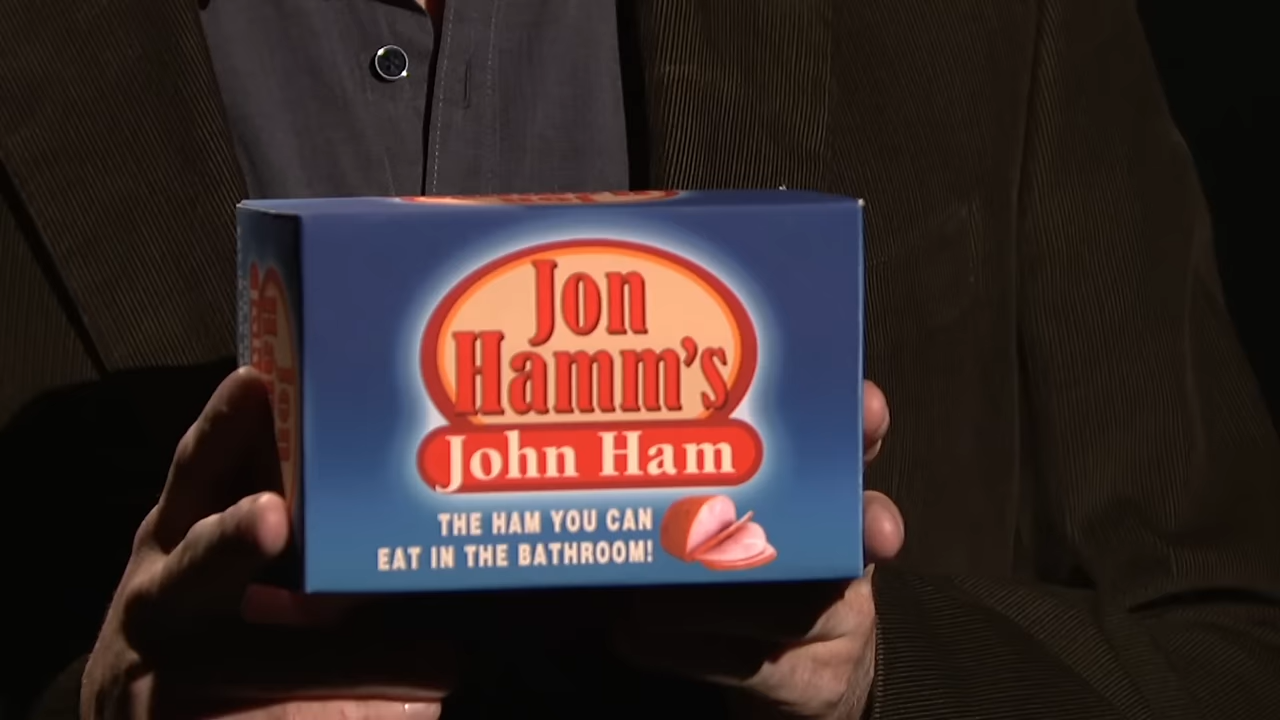 Jon
Hamm's
John Ham
THE HAM YOU CAN
EAT IN THE BATHROOM!